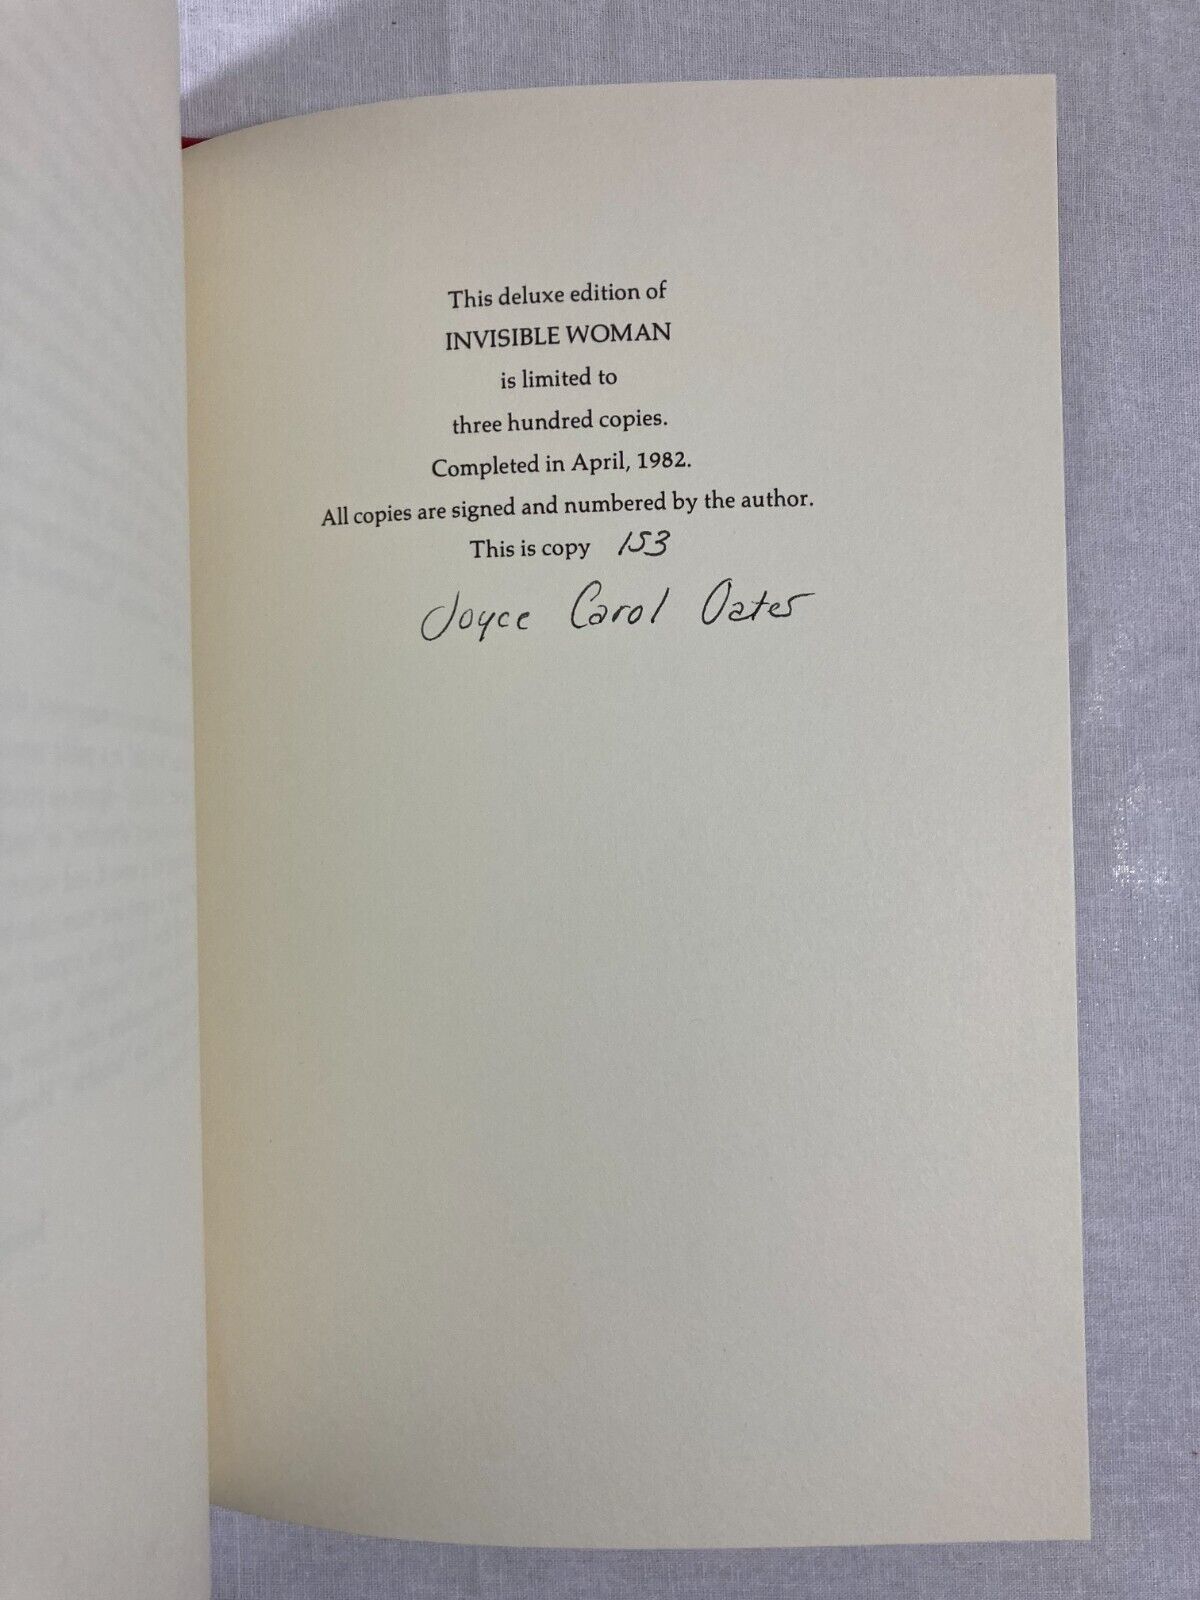 This deluxe edition of
INVISIBLE WOMAN
is limited to
three hundred copies.
Completed in April, 1982.
All copies are signed and numbered by the author.
This is copy 153
Joyce Carol Oates